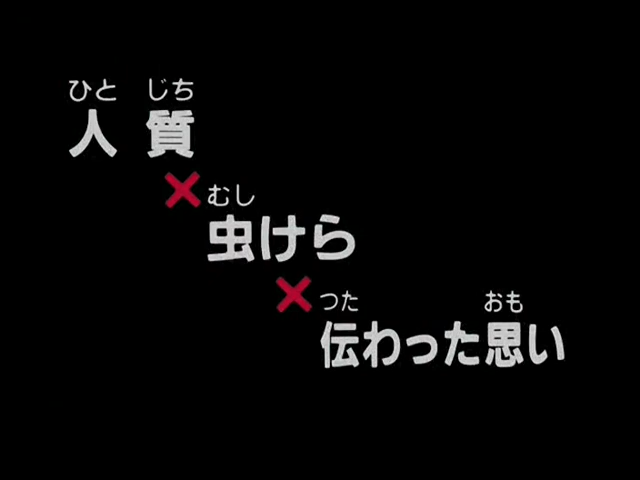 ひと じち
人 質
× むし
虫けら
× つた おも
伝わった思い